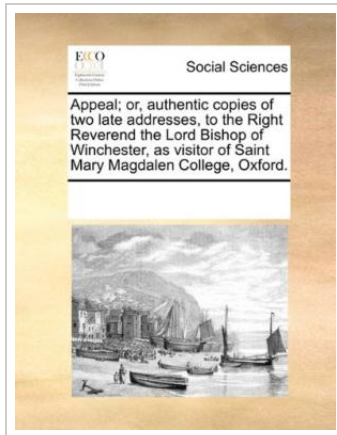 ECCO
Social Sciences
Appeal; or, authentic copies of
two late addresses, to the Right
Reverend the Lord Bishop of
Winchester, as visitor of Saint
Mary Magdalen College, Oxford.